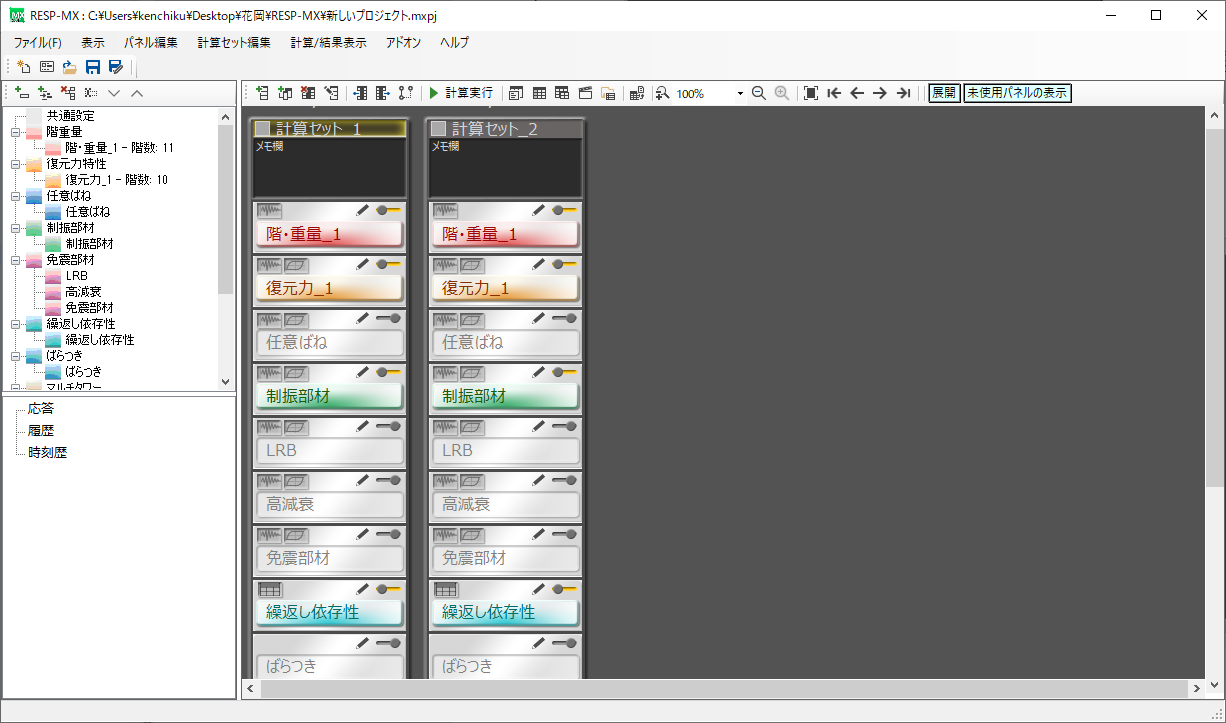 RESP-MX : C:¥Users¥kenchiku¥Desktop¥花岡¥RESP-MX¥新しいプロジェクト.mxpj
ファイル(F) 表示 パネル編集 計算セット編集 計算/結果表示 アドオン ヘルプ
計算実行 100% 展開 未使用パネルの表示
共通設定
階重量
階・重量_1 - 階数: 11
復元力特性
復元力_1 - 階数: 10
任意ばね
任意ばね
制振部材
制振部材
免震部材
LRB
高減衰
免震部材
繰返し依存性
繰返し依存性
ばらつき
ばらつき
マルチタワー
応答
履歴
時刻歴
計算セット_1
メモ欄
階・重量_1
復元力_1
任意ばね
制振部材
LRB
高減衰
免震部材
繰返し依存性
ばらつき
計算セット_2
メモ欄
階・重量_1
復元力_1
任意ばね
制振部材
LRB
高減衰
免震部材
繰返し依存性
ばらつき